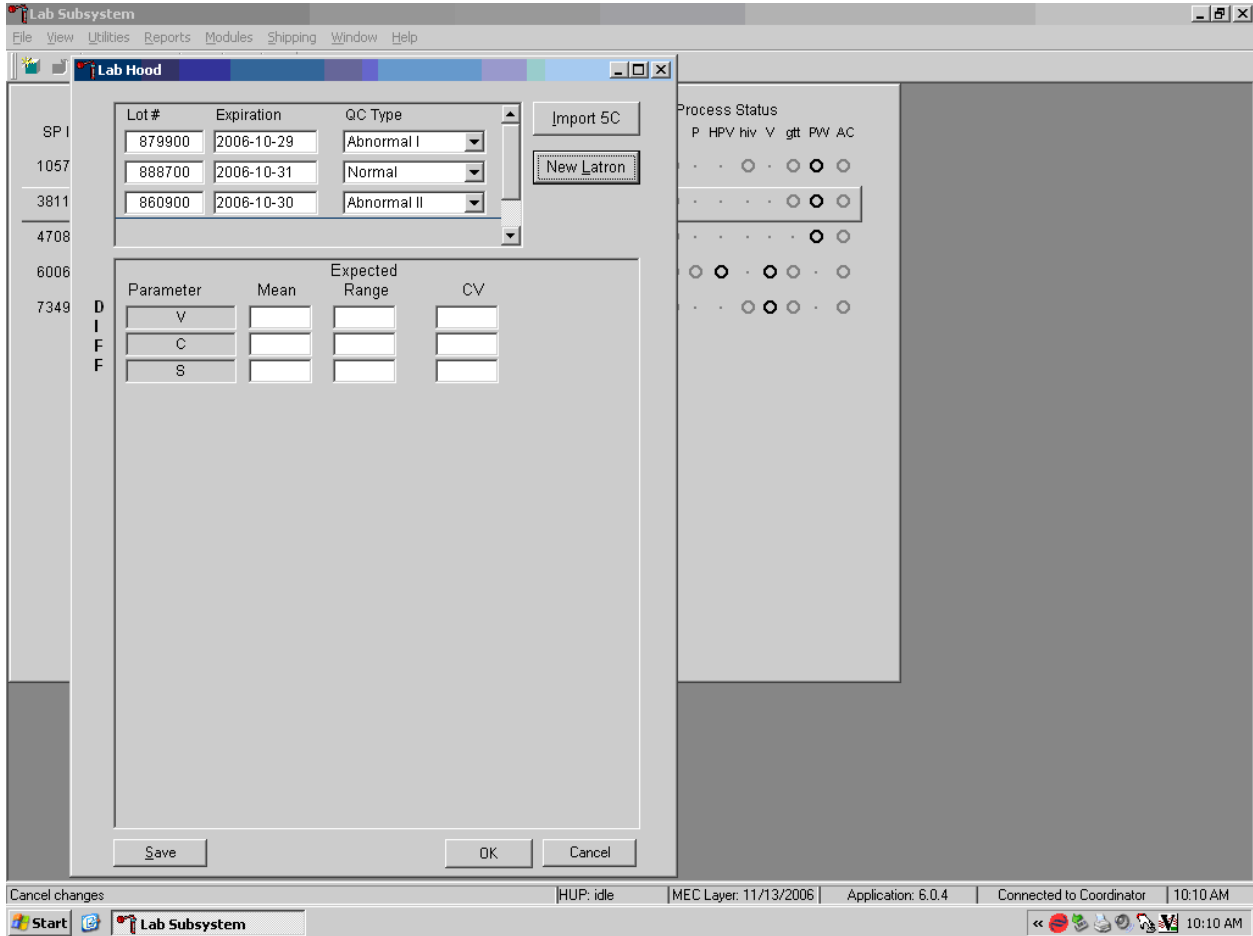 Lab Subsystem
File View Utilities Reports Modules Shipping Window Help
Lab Hood
Lot # Expiration QC Type
879900 2006-10-29 Abnormal I
888700 2006-10-31 Normal
860900 2006-10-30 Abnormal II
Import 5C
New Latron
Process Status
SP I P HPV hiv V gtt PW AC
1057
3811
4708
6006
7349
Expected
Parameter Mean Range CV
DIFF
V
C
S
Save OK Cancel
Cancel changes HUP: idle MEC Layer: 11/13/2006 Application: 6.0.4 Connected to Coordinator 10:10 AM
Start Lab Subsystem « 10:10 AM